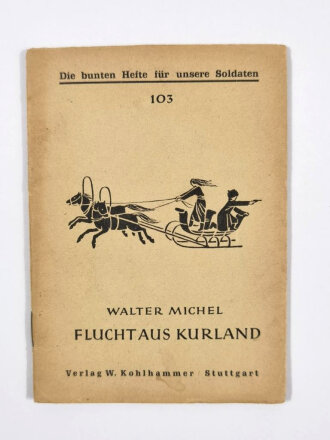 Die bunten Hefte für unsere Soldaten
103
WALTER MICHEL
FLUCHT AUS KURLAND
Verlag W. Kohlhammer / Stuttgart